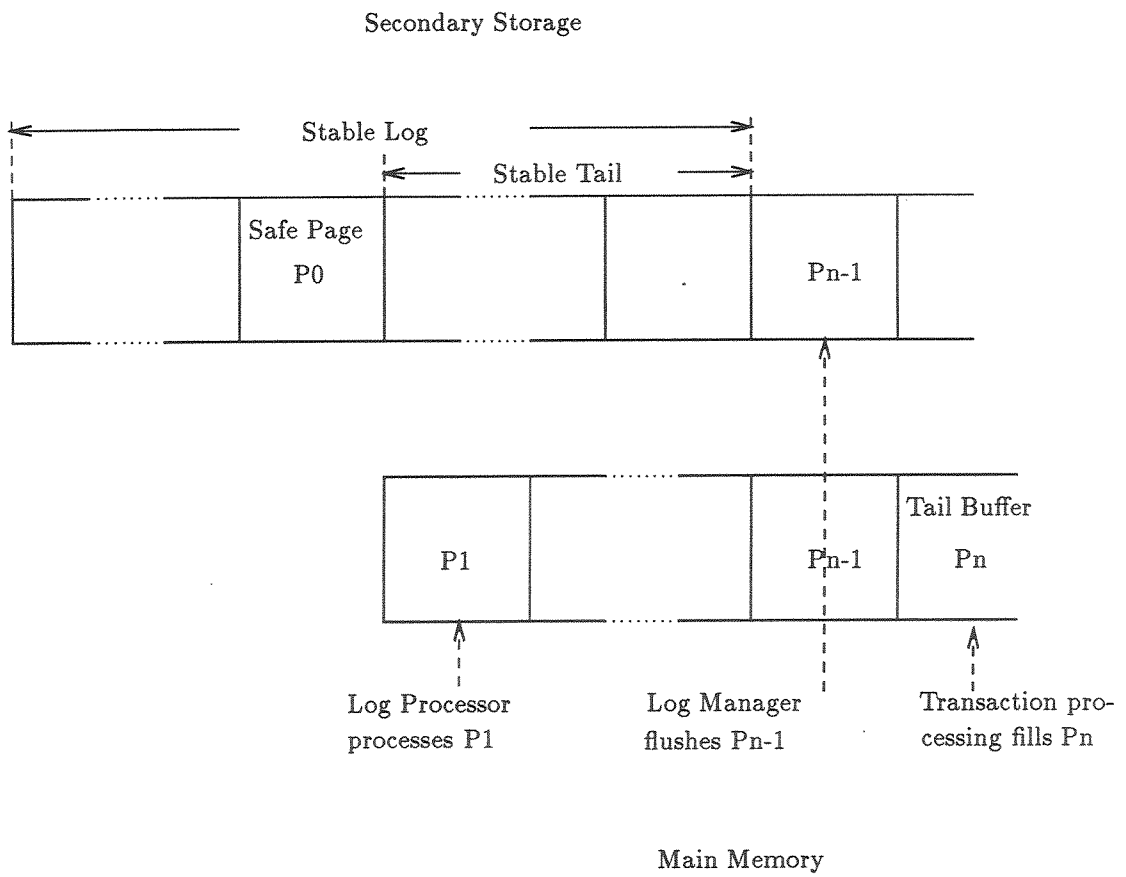 Secondary Storage
Stable Log
Stable Tail
Safe Page
P0
Pn-1
Tail Buffer
P1
Pn-1
Pn
Log Processor
processes P1
Log Manager
flushes Pn-1
Transaction pro-
cessing fills Pn
Main Memory